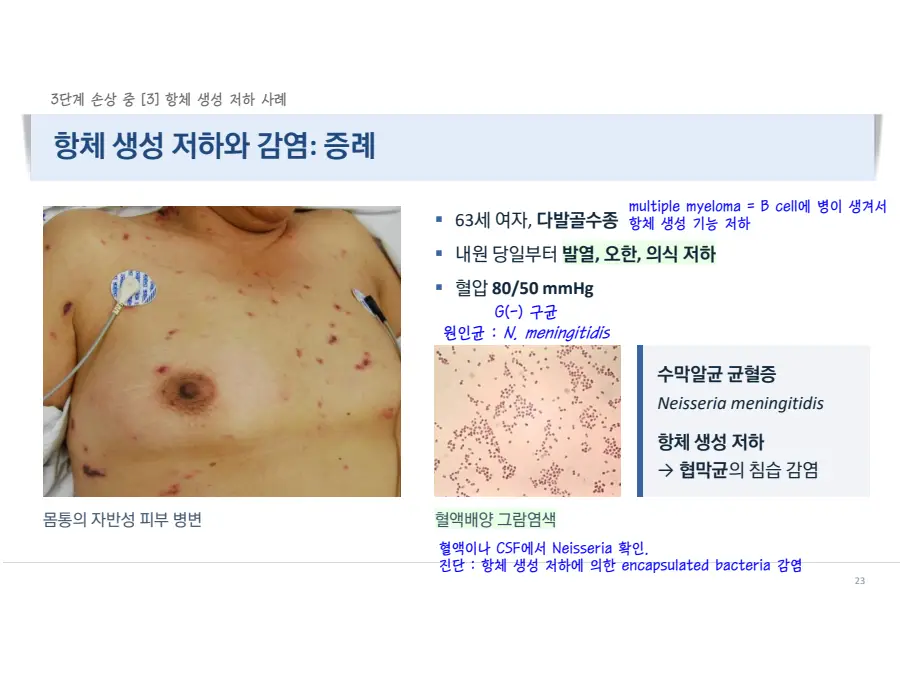 3단계 손상 중 [3] 항체 생성 저하 사례
항체 생성 저하와 감염: 증례
63세 여자, 다발골수종
multiple myeloma = B cell에 병이 생겨서
항체 생성 기능 저하
내원 당일부터 발열, 오한, 의식 저하
혈압 80/50 mmHg
G(-) 구균
원인균 : N. meningitidis
수막알균 균혈증
Neisseria meningitidis
항체 생성 저하
→ 협막균의 침습 감염
몸통의 자반성 피부 병변
혈액배양 그람염색
혈액이나 CSF에서 Neisseria 확인.
진단 : 항체 생성 저하에 의한 encapsulated bacteria 감염
23